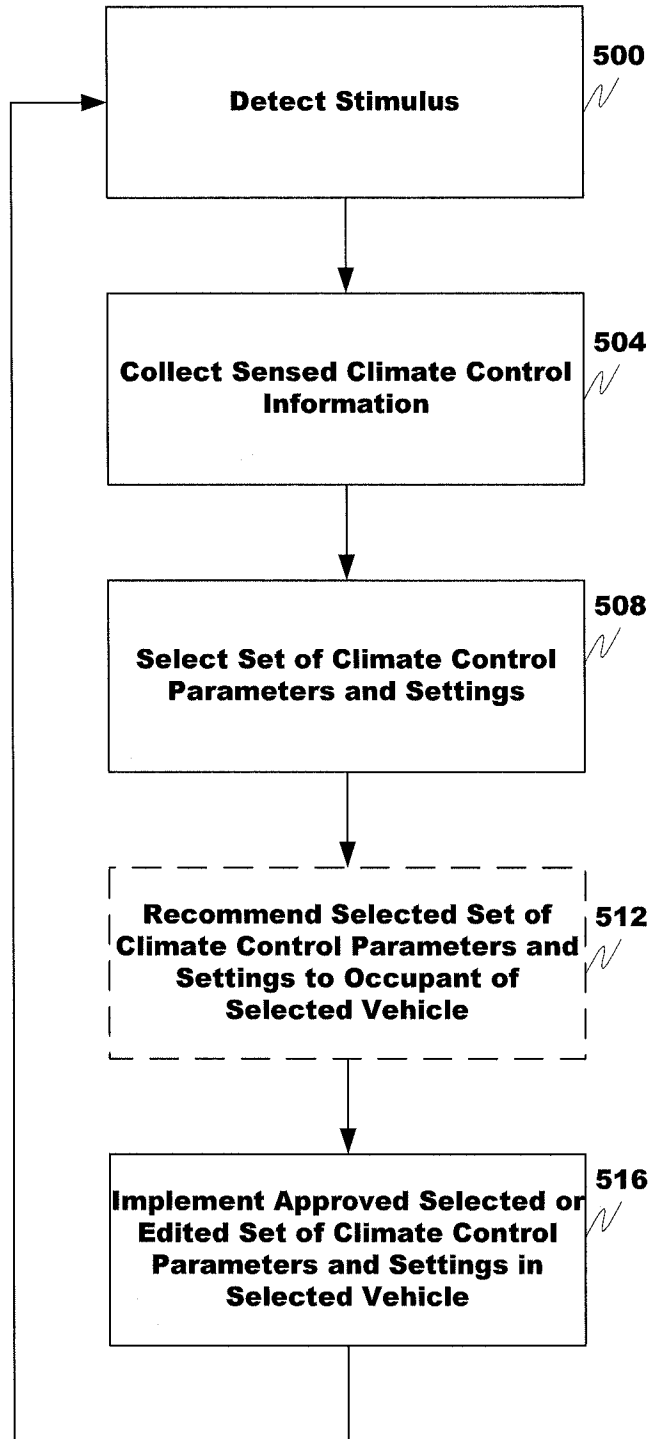 500
Detect Stimulus
504
Collect Sensed Climate Control
Information
508
Select Set of Climate Control
Parameters and Settings
512
Recommend Selected Set of
Climate Control Parameters and
Settings to Occupant of
Selected Vehicle
516
Implement Approved Selected or
Edited Set of Climate Control
Parameters and Settings in
Selected Vehicle